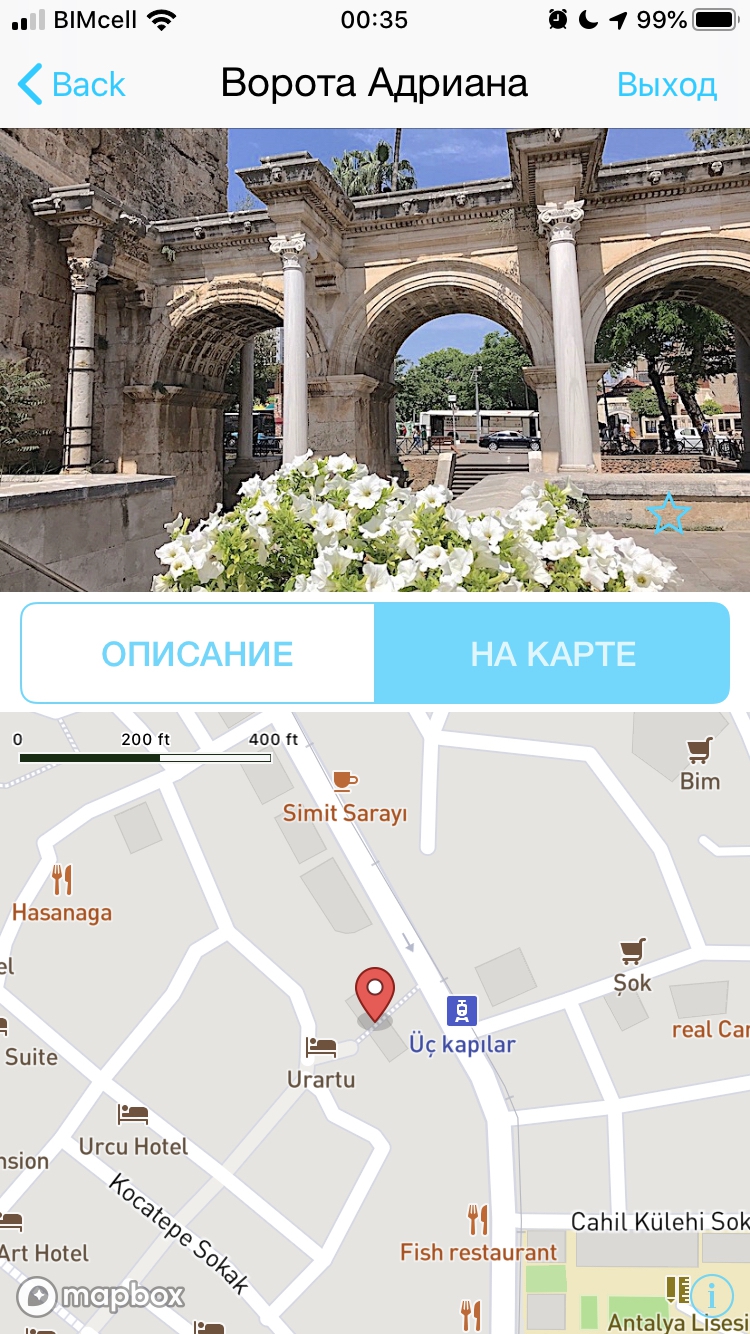 BIMcell 00:35 99%
Back Ворота Адриана Выход
ОПИСАНИЕ НА КАРТЕ
0 200 ft 400 ft
Bim
Simit Sarayı
Hasanaga
el
Şok
real Car
Üç kapılar
Suite
Urartu
Urcu Hotel
nsion
Kocatepe Sokak
Cahil Külehi Sok
Art Hotel
Fish restaurant
mapbox
Antalya Lisesi